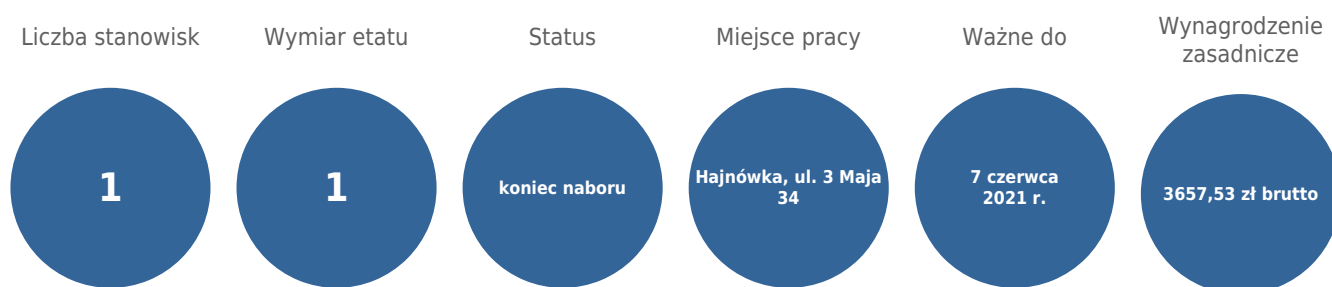 Liczba stanowisk
1
Wymiar etatu
1
Status
koniec naboru
Miejsce pracy
Hajnówka, ul. 3 Maja
34
Ważne do
7 czerwca
2021 r.
Wynagrodzenie
zasadnicze
3657,53 zł brutto